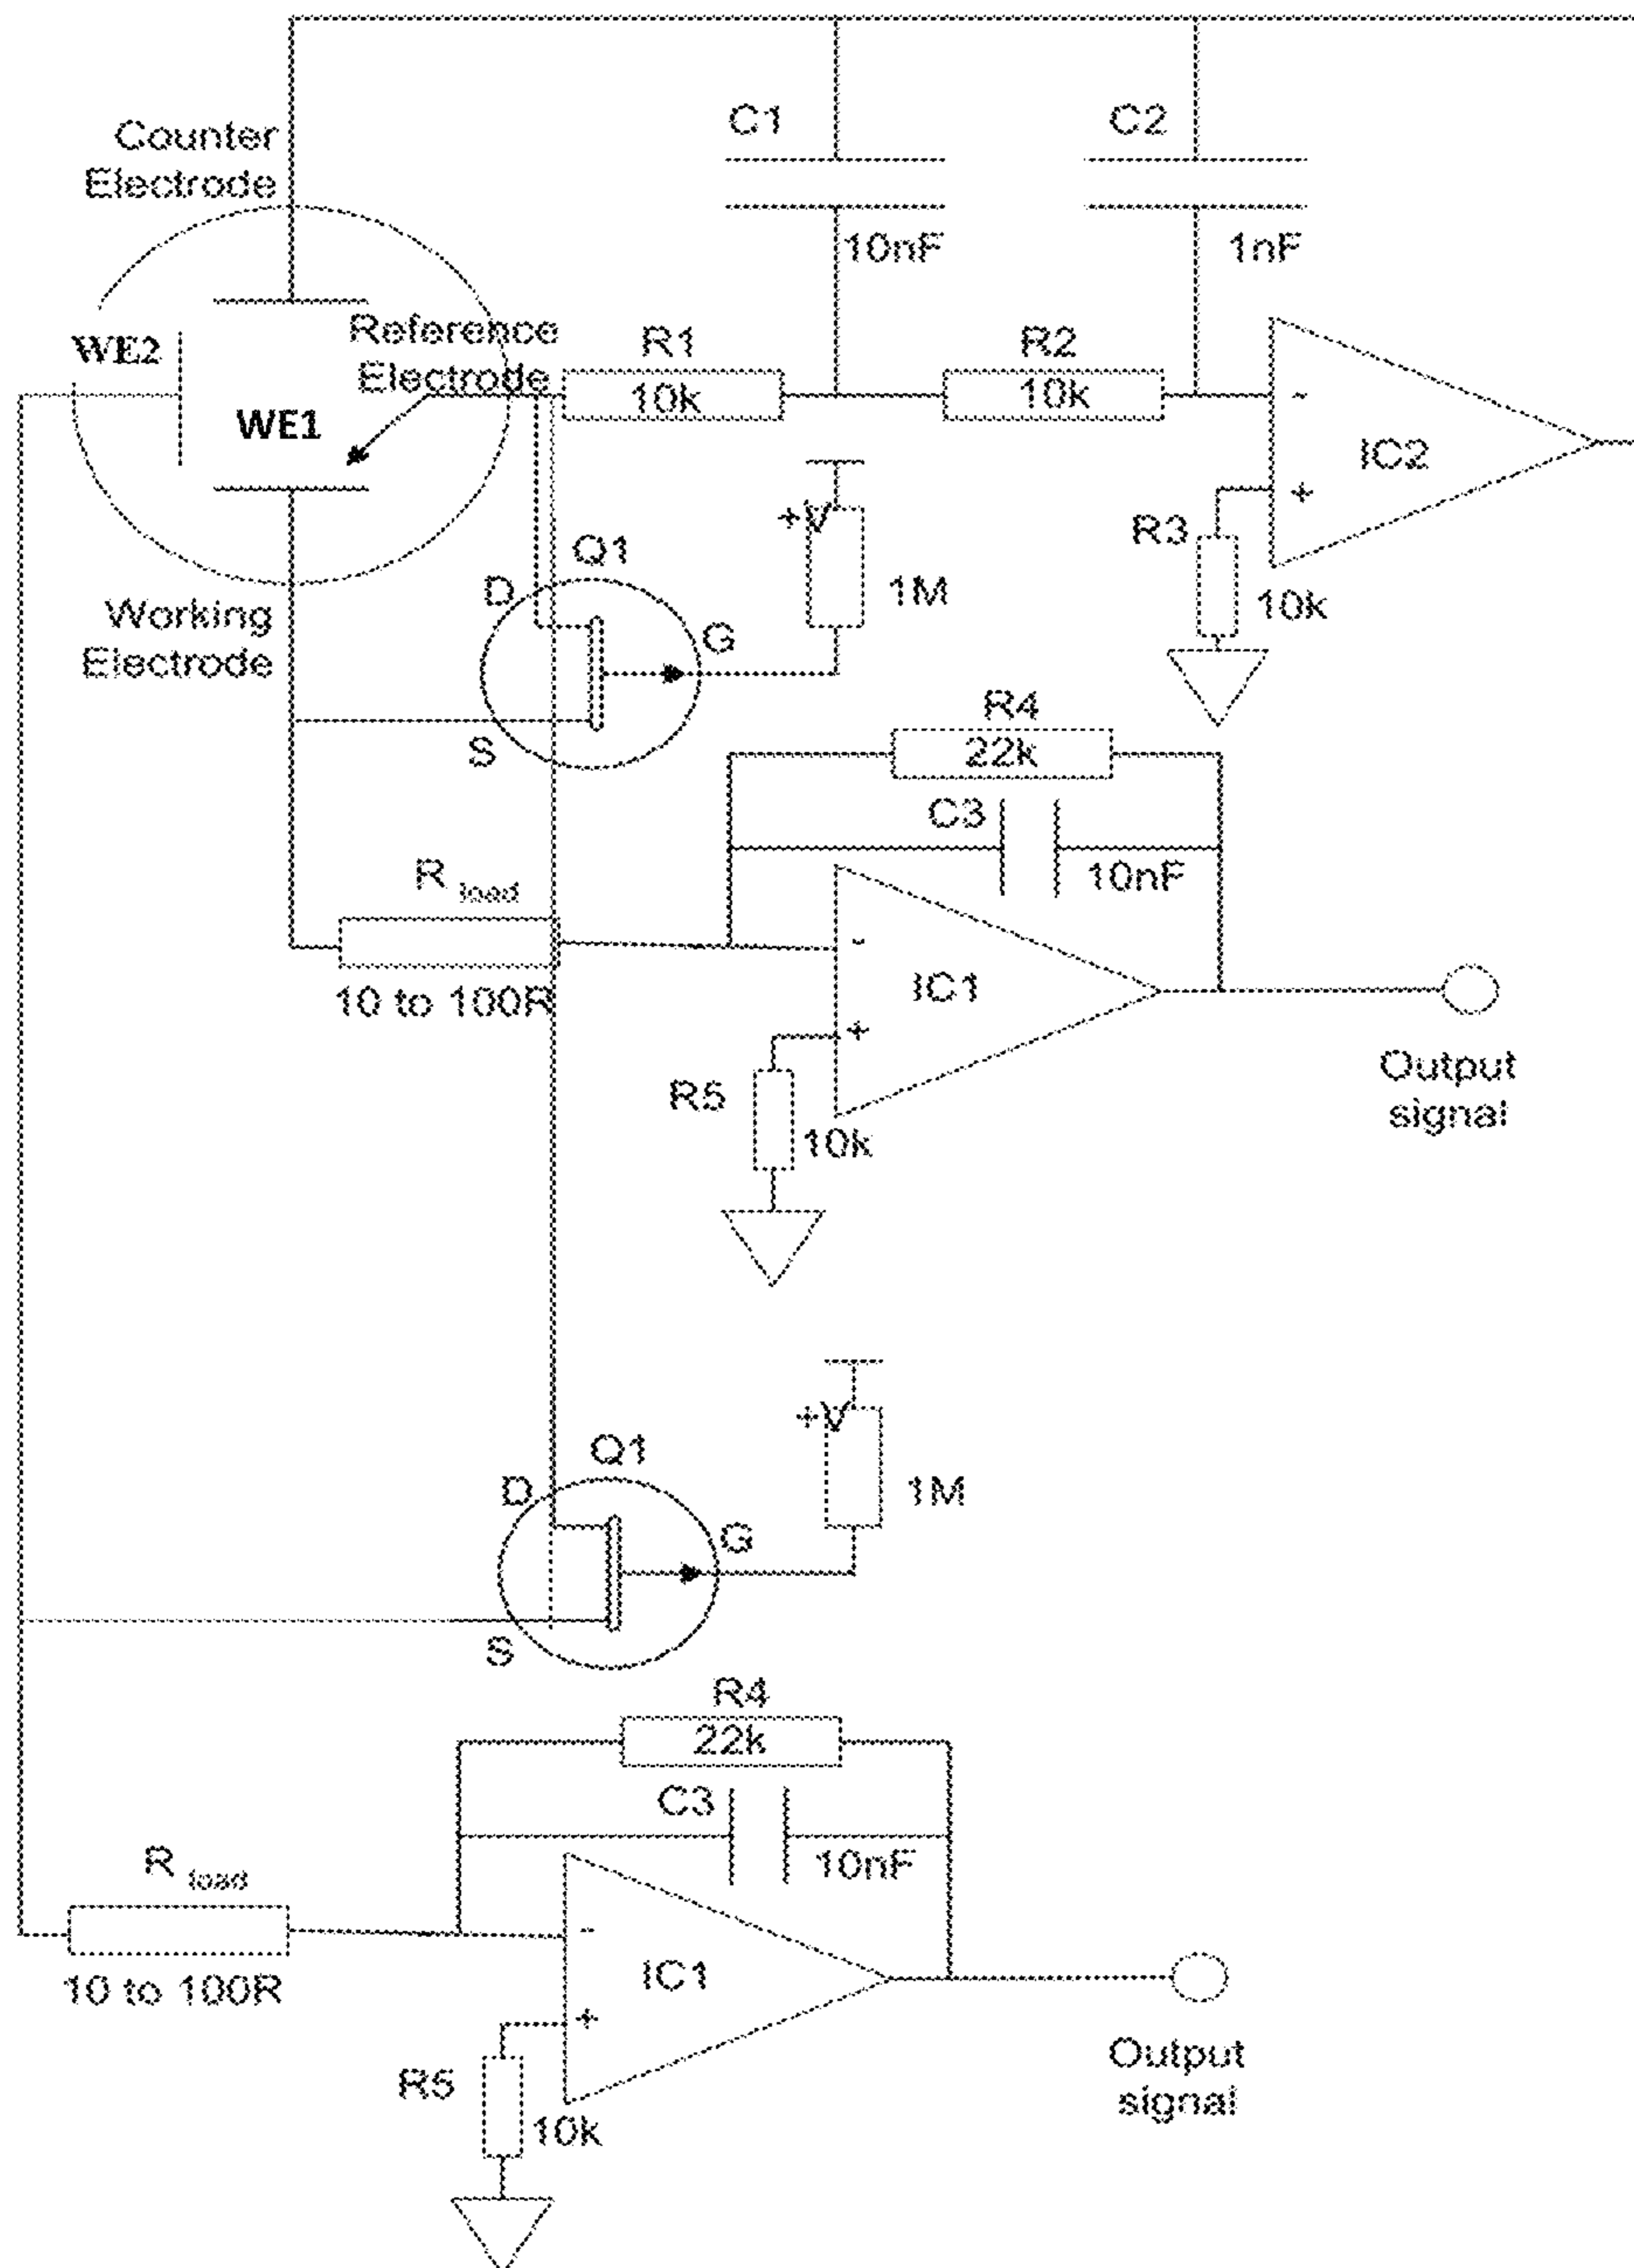 C1
C2
Counter
Electrode
10nF
1nF
WE2
Reference
Electrode
R1
10k
R2
10k
-
IC2
+
WE1
+V
Q1
D
G
S
1M
R3
10k
Working
Electrode
R4
22k
C3
10nF
R load
10 to 100R
-
IC1
+
R5
10k
Output
signal
+V
Q1
D
G
S
1M
R4
22k
C3
10nF
R load
10 to 100R
-
IC1
+
R5
10k
Output
signal